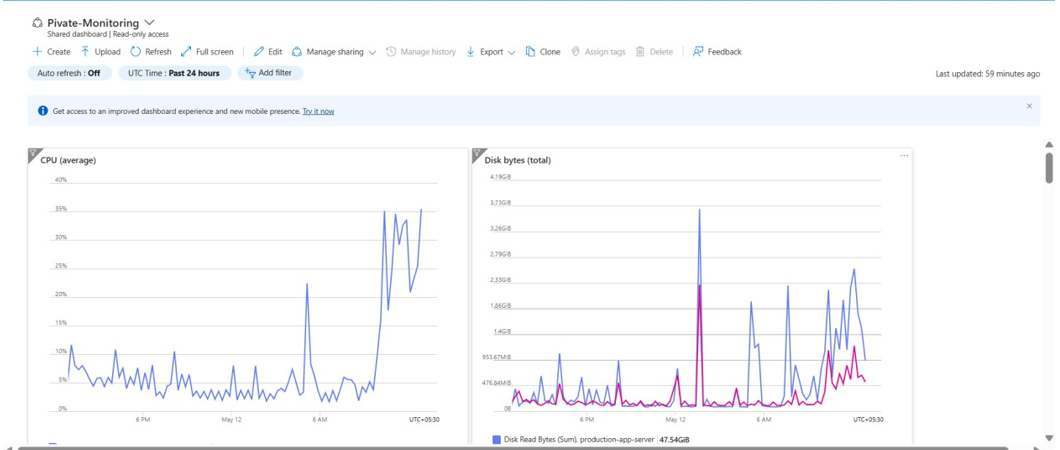 Pivate-Monitoring
Shared dashboard | Read-only access
Create Upload Refresh Full screen Edit Manage sharing Manage history Export Clone Assign tags Delete Feedback
Auto refresh : Off UTC Time : Past 24 hours Add filter Last updated: 59 minutes ago
Get access to an improved dashboard experience and new mobile presence. Try it now
CPU (average)
40%
35%
30%
25%
20%
15%
10%
5%
0%
6 PM May 12 6 AM UTC+05:30
Disk bytes (total)
4.19GiB
3.73GiB
3.26GiB
2.79GiB
2.33GiB
1.86GiB
1.4GiB
953.67MiB
476.84MiB
0B
6 PM May 12 6 AM UTC+05:30
Disk Read Bytes (Sum), production-app-server 47.54GiB